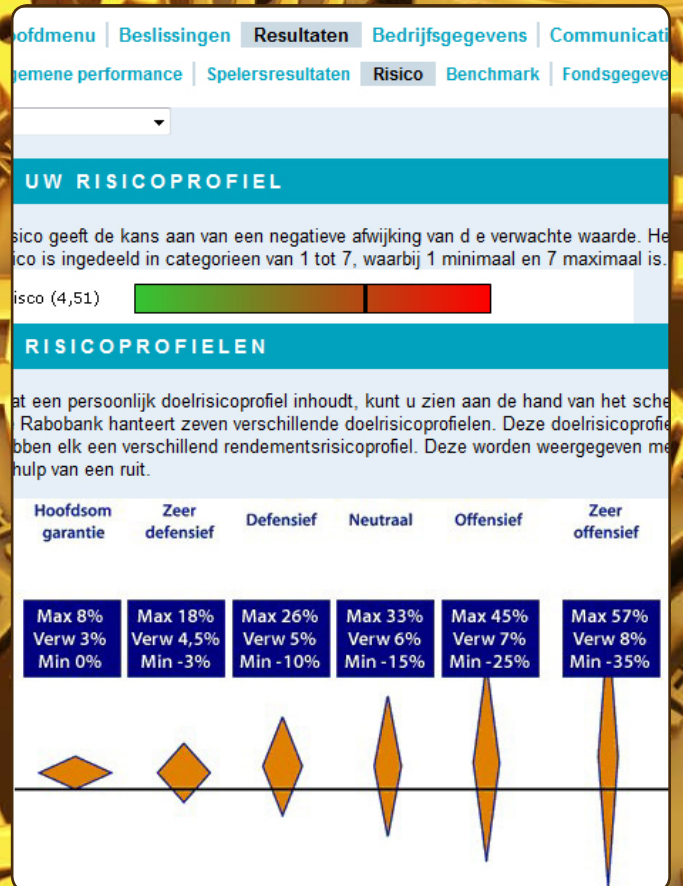 ofdmenu Beslissingen Resultaten Bedrijfsgegevens Communicati
gemene performance Spelersresultaten Risico Benchmark Fondsgegeve
UW RISICOPROFIEL
sico geeft de kans aan van een negatieve afwijking van d e verwachte waarde. He
ico is ingedeeld in categorieen van 1 tot 7, waarbij 1 minimaal en 7 maximaal is.
isco (4,51)
RISICOPROFIELEN
at een persoonlijk doelrisicoprofiel inhoudt, kunt u zien aan de hand van het sche
Rabobank hanteert zeven verschillende doelrisicoprofielen. Deze doelrisicoprofie
bben elk een verschillend rendementsrisicoprofiel. Deze worden weergegeven me
hulp van een ruit.
Hoofdsom garantie Zeer defensief Defensief Neutraal Offensief Zeer offensief
Max 8% Max 18% Max 26% Max 33% Max 45% Max 57%
Verw 3% Verw 4,5% Verw 5% Verw 6% Verw 7% Verw 8%
Min 0% Min -3% Min -10% Min -15% Min -25% Min -35%